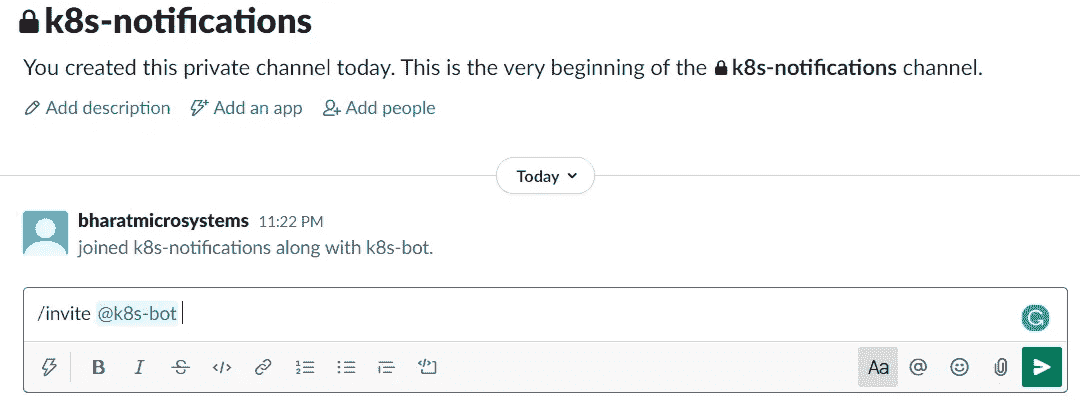 k8s-notifications
You created this private channel today. This is the very beginning of the k8s-notifications channel.
Add description Add an app Add people
Today
bharatmicrosystems 11:22 PM
joined k8s-notifications along with k8s-bot.
/invite @k8s-bot
B I S </> Aa @